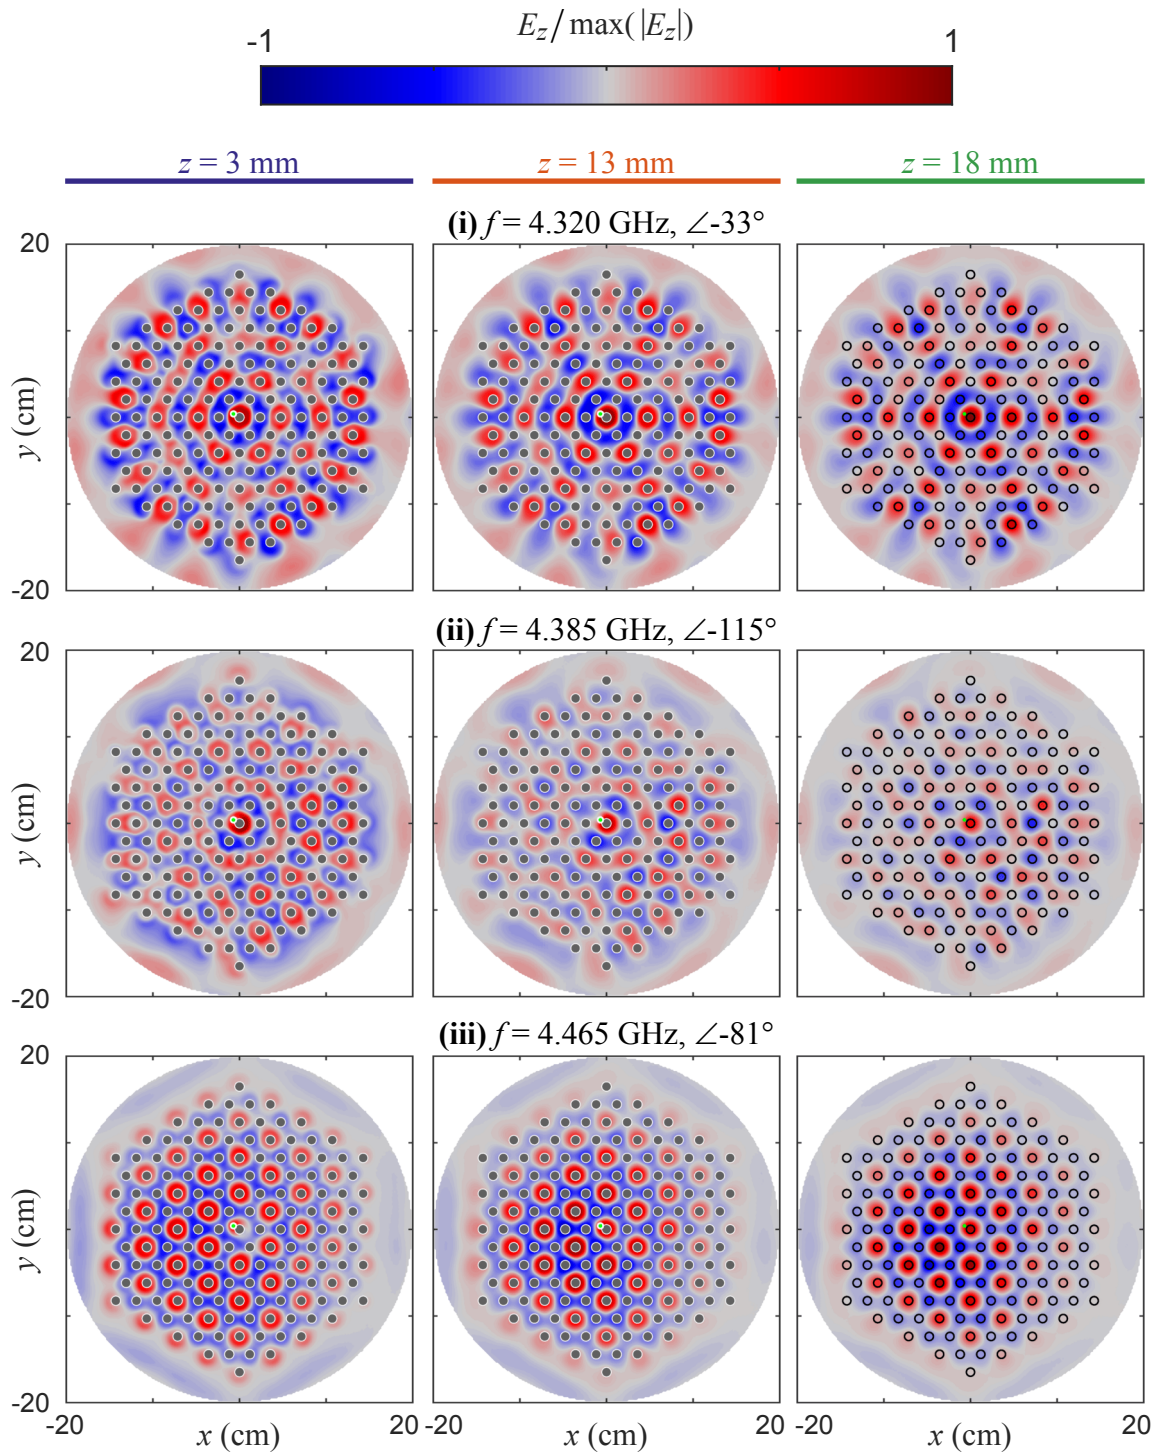 E_z / max(|E_z|)
-1 1
z = 3 mm z = 13 mm z = 18 mm
(i) f = 4.320 GHz, ∠-33°
20
y (cm)
-20
(ii) f = 4.385 GHz, ∠-115°
20
y (cm)
-20
(iii) f = 4.465 GHz, ∠-81°
20
y (cm)
-20
-20 x (cm) 20 -20 x (cm) 20 -20 x (cm) 20